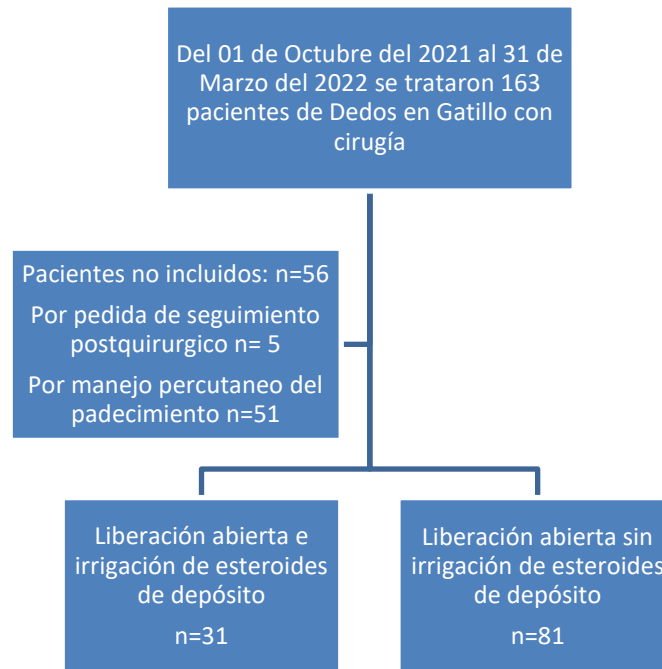 Del 01 de Octubre del 2021 al 31 de
Marzo del 2022 se trataron 163
pacientes de Dedos en Gatillo con
cirugía
Pacientes no incluidos: n=56
Por pedida de seguimiento
postquirurgico n= 5
Por manejo percutaneo del
padecimiento n=51
Liberación abierta e
irrigación de esteroides
de depósito
n=31
Liberación abierta sin
irrigación de esteroides
de depósito
n=81